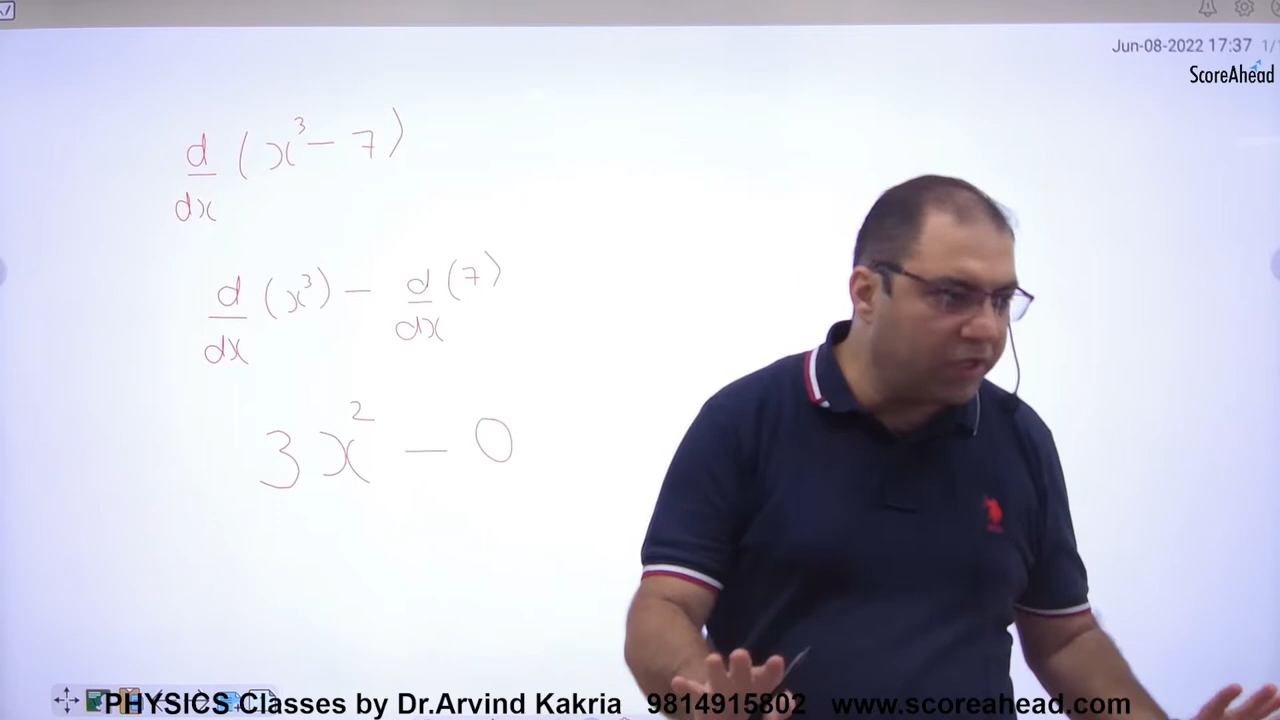 Jun-08-2022 17:37 1/
ScoreAhead
d/dx (x³ − 7)
d/dx (x³) − d/dx (7)
3x² − 0
PHYSICS Classes by Dr.Arvind Kakria 9814915802 www.scoreahead.com